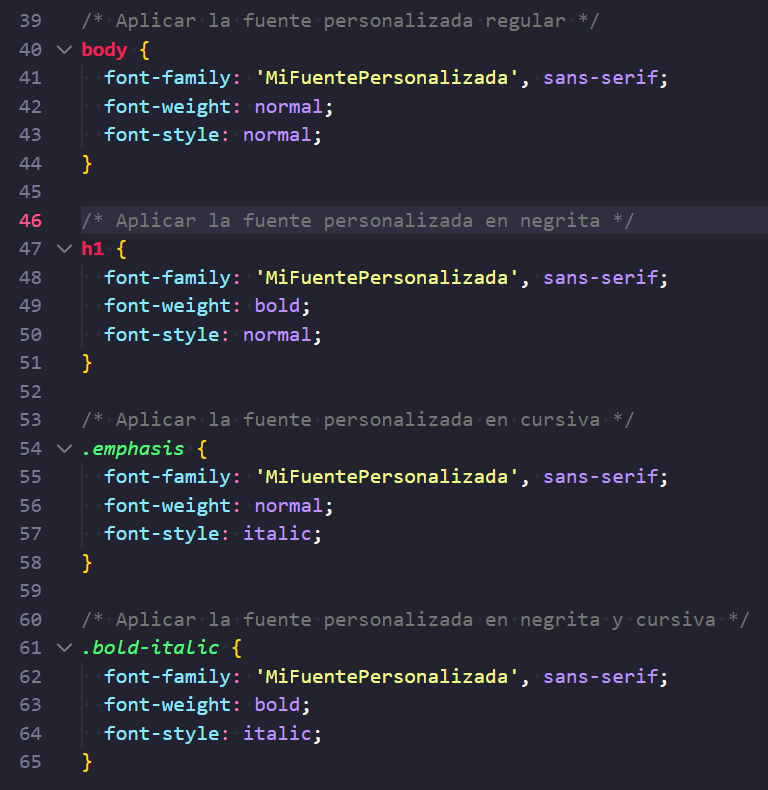 39 /* Aplicar la fuente personalizada regular */
40 body {
41   font-family: 'MiFuentePersonalizada', sans-serif;
42   font-weight: normal;
43   font-style: normal;
44 }
45
46 /* Aplicar la fuente personalizada en negrita */
47 h1 {
48   font-family: 'MiFuentePersonalizada', sans-serif;
49   font-weight: bold;
50   font-style: normal;
51 }
52
53 /* Aplicar la fuente personalizada en cursiva */
54 .emphasis {
55   font-family: 'MiFuentePersonalizada', sans-serif;
56   font-weight: normal;
57   font-style: italic;
58 }
59
60 /* Aplicar la fuente personalizada en negrita y cursiva */
61 .bold-italic {
62   font-family: 'MiFuentePersonalizada', sans-serif;
63   font-weight: bold;
64   font-style: italic;
65 }